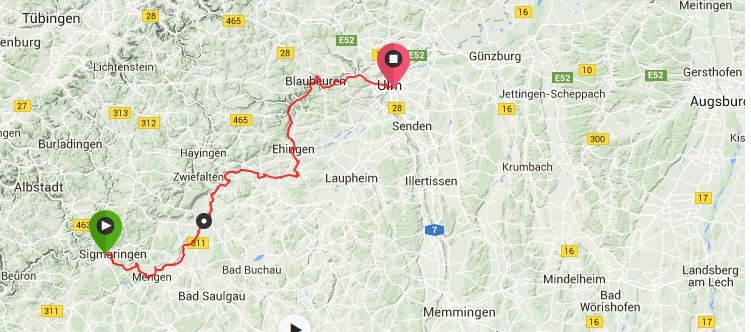 Tübingen
465
16
Meitingen
E52
28
28
E52
Günzburg
Lichtenstein
Blaubeuren
10
Gersthofen
E52
E52
Ulm
Jettingen-Scheppach
Augsburg
27
313
28
16
465
Senden
312
300
Burladingen
Hayingen
Ehingen
Krumbach
Zwiefalten
Laupheim
Illertissen
Albstadt
17
463
7
311
Sigmaringen
16
Beuron
Mengen
Bad Buchau
Mindelheim
Landsberg
am Lech
Bad Saulgau
Bad
Wörishofen
311
Memmingen
17